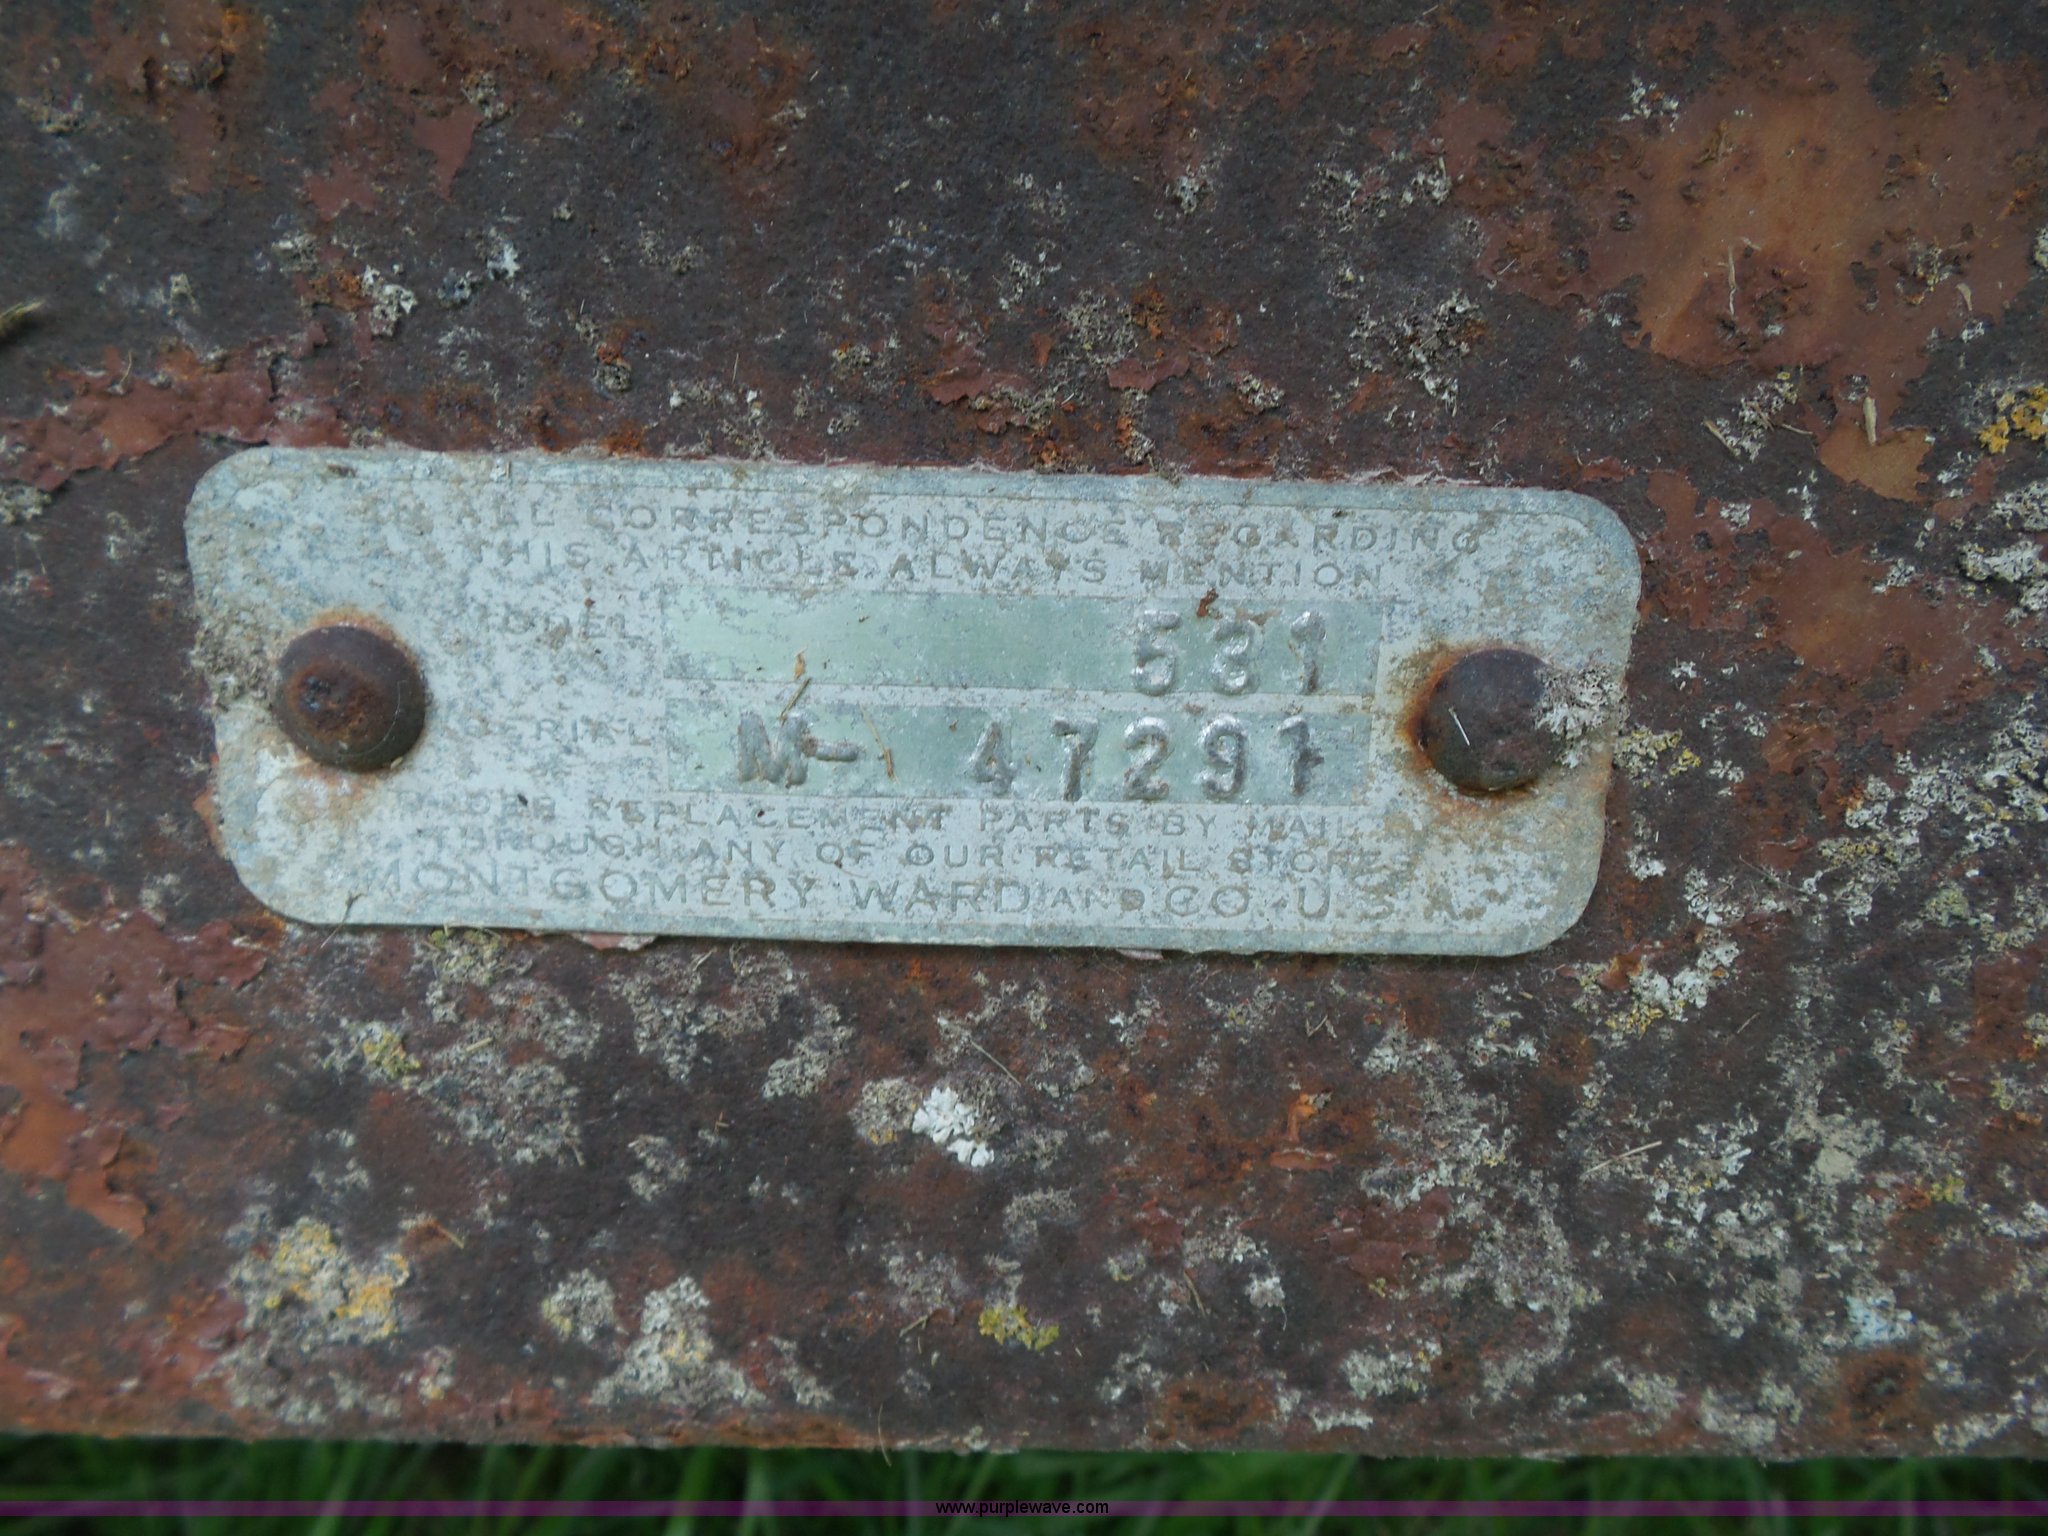 IN ALL CORRESPONDENCE REGARDING
THIS ARTICLE ALWAYS MENTION
MODEL 531
SERIAL M- 47291
ORDER REPLACEMENT PARTS BY MAIL
THROUGH ANY OF OUR RETAIL STORES
MONTGOMERY WARD AND CO. U.S.A.
www.purplewave.com